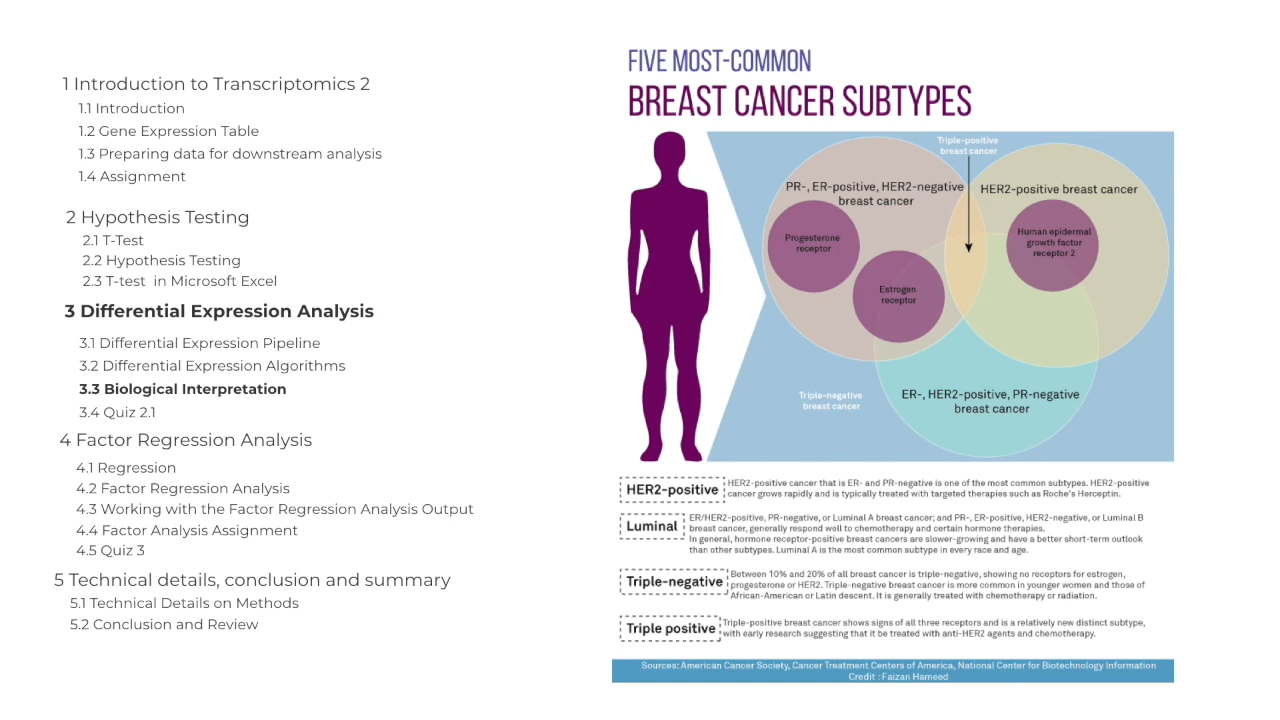 1 Introduction to Transcriptomics 2
1.1 Introduction
1.2 Gene Expression Table
1.3 Preparing data for downstream analysis
1.4 Assignment
2 Hypothesis Testing
2.1 T-Test
2.2 Hypothesis Testing
2.3 T-test in Microsoft Excel
3 Differential Expression Analysis
3.1 Differential Expression Pipeline
3.2 Differential Expression Algorithms
3.3 Biological Interpretation
3.4 Quiz 2.1
4 Factor Regression Analysis
4.1 Regression
4.2 Factor Regression Analysis
4.3 Working with the Factor Regression Analysis Output
4.4 Factor Analysis Assignment
4.5 Quiz 3
5 Technical details, conclusion and summary
5.1 Technical Details on Methods
5.2 Conclusion and Review
FIVE MOST-COMMON
BREAST CANCER SUBTYPES
Triple-positive
breast cancer
PR-, ER-positive, HER2-negative
breast cancer
HER2-positive breast cancer
Progesterone
receptor
Estrogen
receptor
Human epidermal
growth factor
receptor 2
Triple-negative
breast cancer
ER-, HER2-positive, PR-negative
breast cancer
HER2-positive
HER2-positive cancer that is ER- and PR-negative is one of the most common subtypes. HER2-positive
cancer grows rapidly and is typically treated with targeted therapies such as Roche's Herceptin.
Luminal
ER/HER2-positive, PR-negative, or Luminal A breast cancer; and PR-, ER-positive, HER2-negative, or Luminal B
breast cancer, generally respond well to chemotherapy and certain hormone therapies.
In general, hormone receptor-positive breast cancers are slower-growing and have a better short-term outlook
than other subtypes. Luminal A is the most common subtype in every race and age.
Triple-negative
Between 10% and 20% of all breast cancer is triple-negative, showing no receptors for estrogen,
progesterone or HER2. Triple-negative breast cancer is more common in younger women and those of
African-American or Latin descent. It is generally treated with chemotherapy or radiation.
Triple positive
Triple-positive breast cancer shows signs of all three receptors and is a relatively new distinct subtype,
with early research suggesting that it be treated with anti-HER2 agents and chemotherapy.
Sources: American Cancer Society, Cancer Treatment Centers of America, National Center for Biotechnology Information
Credit : Faizan Hameed